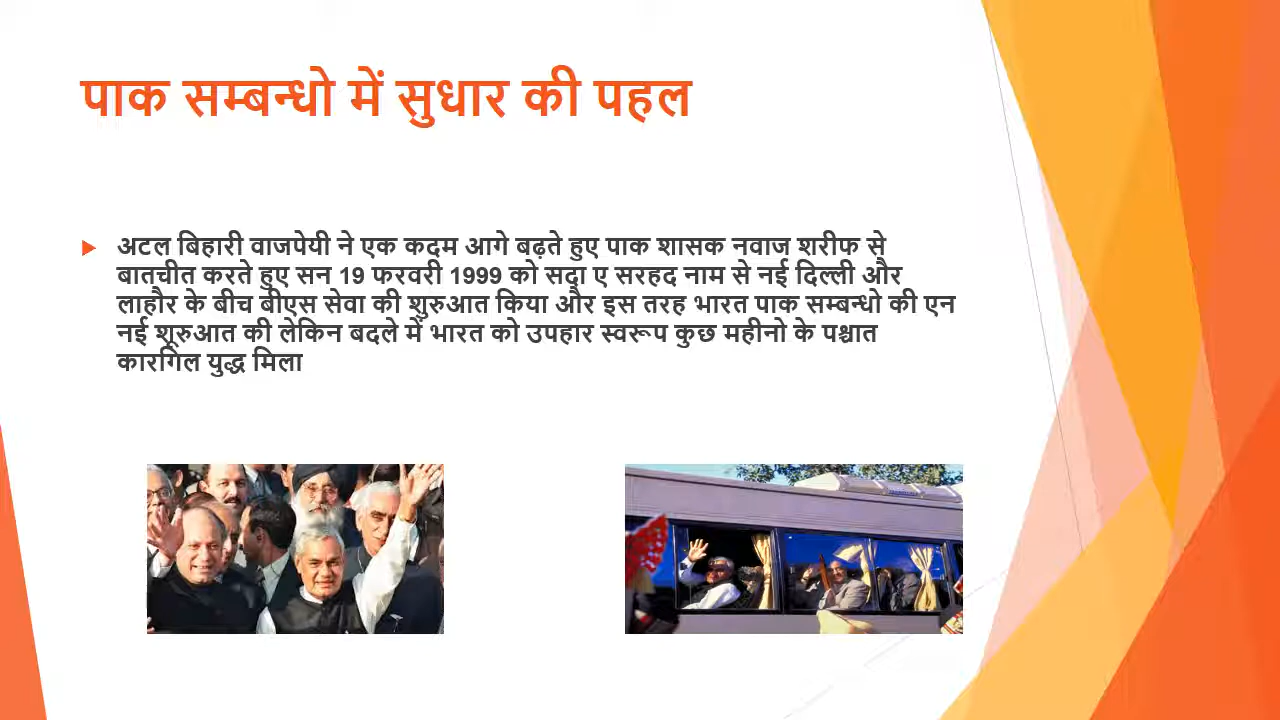 पाक सम्बन्धो में सुधार की पहल
अटल बिहारी वाजपेयी ने एक कदम आगे बढ़ते हुए पाक शासक नवाज शरीफ से
बातचीत करते हुए सन 19 फरवरी 1999 को सदा ए सरहद नाम से नई दिल्ली और
लाहौर के बीच बीएस सेवा की शुरुआत किया और इस तरह भारत पाक सम्बन्धो की एन
नई शूरुआत की लेकिन बदले में भारत को उपहार स्वरूप कुछ महीनो के पश्चात
कारगिल युद्ध मिला